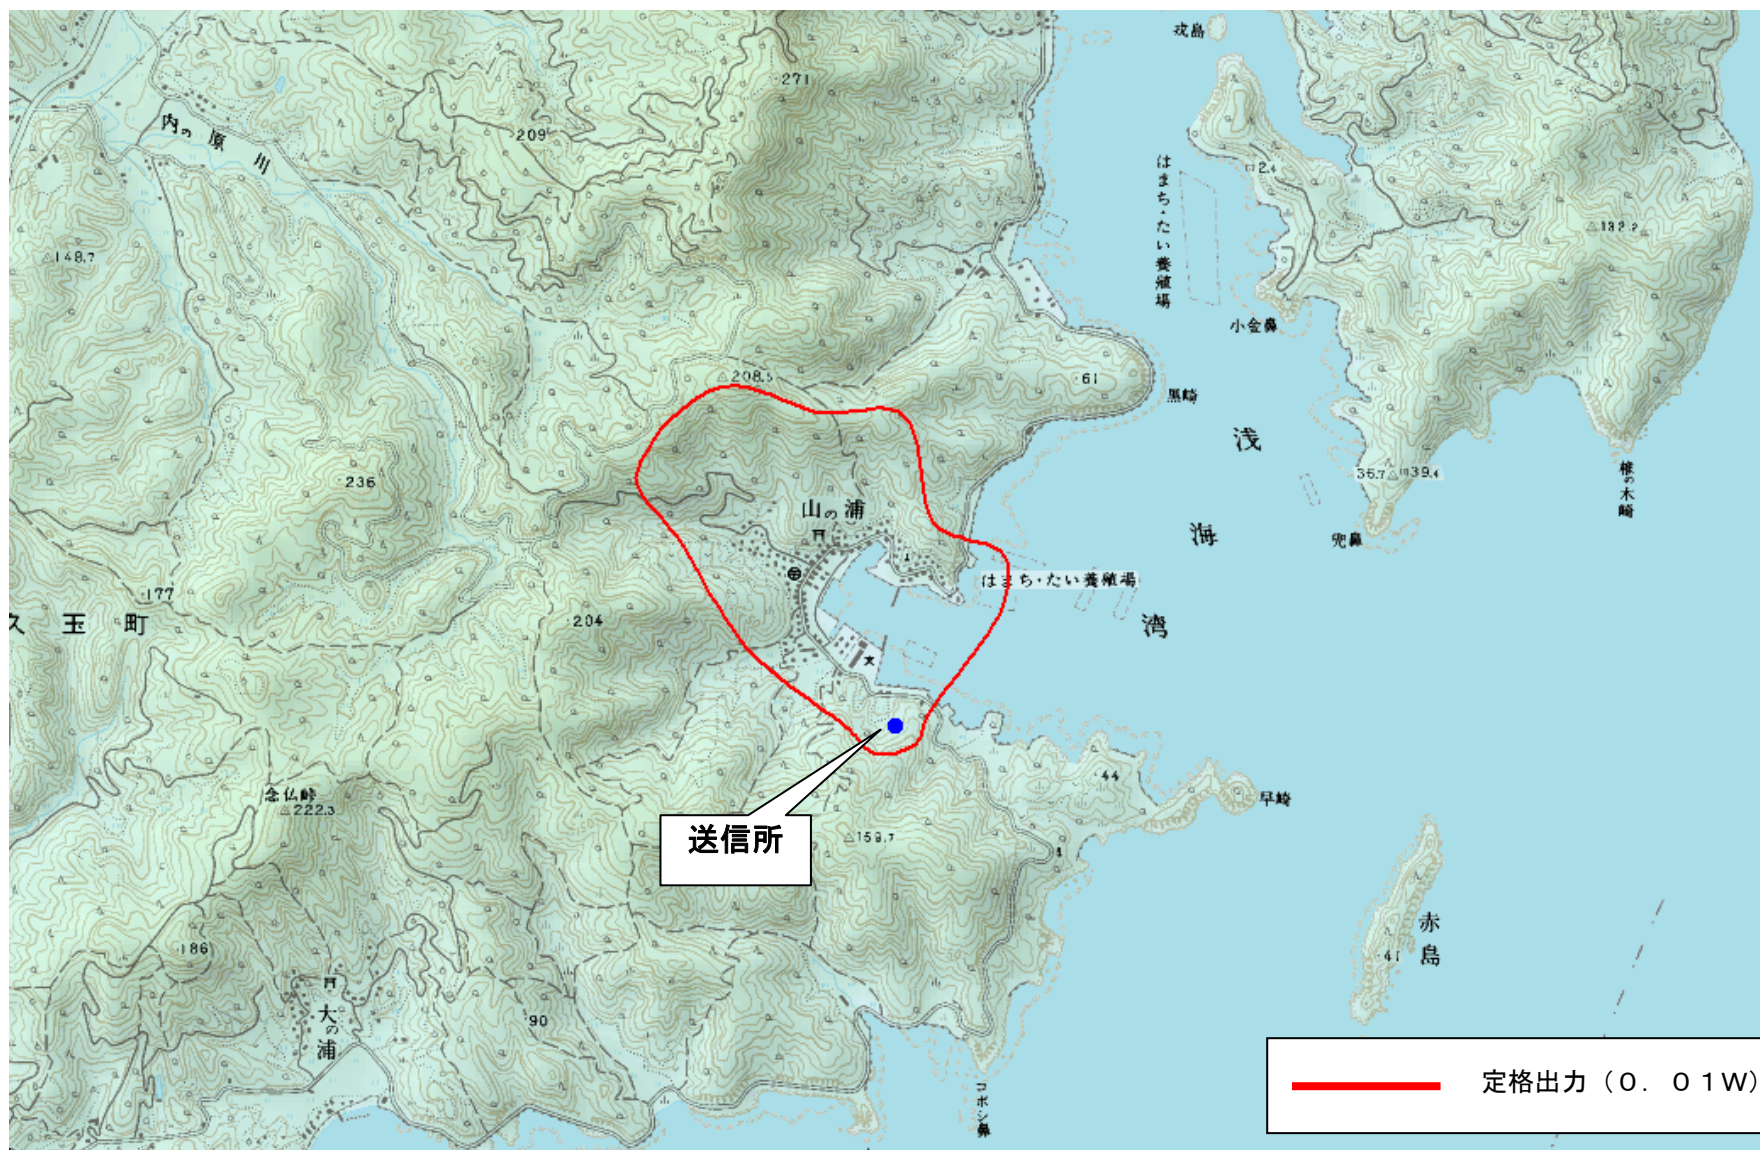 戎島
271
209
内の原川
はまち・たい養殖場
2.4
132.2
148.7
小金鼻
208.5
61
黒崎
浅海湾
35.7
39.4
椎の木崎
236
山の浦
兜鼻
はまち・たい養殖場
177
204
久玉町
44
念仏峠
222.3
早崎
送信所
159.7
赤島
41
186
大の浦
90
コボシ鼻
定格出力(0.01W)